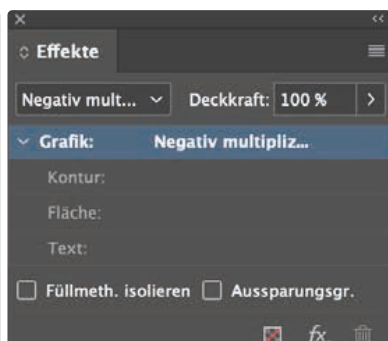 Effekte
Negativ mult... Deckkraft: 100 %
Grafik: Negativ multipliz...
Kontur:
Fläche:
Text:
Füllmeth. isolieren Aussparungsgr.
fx.